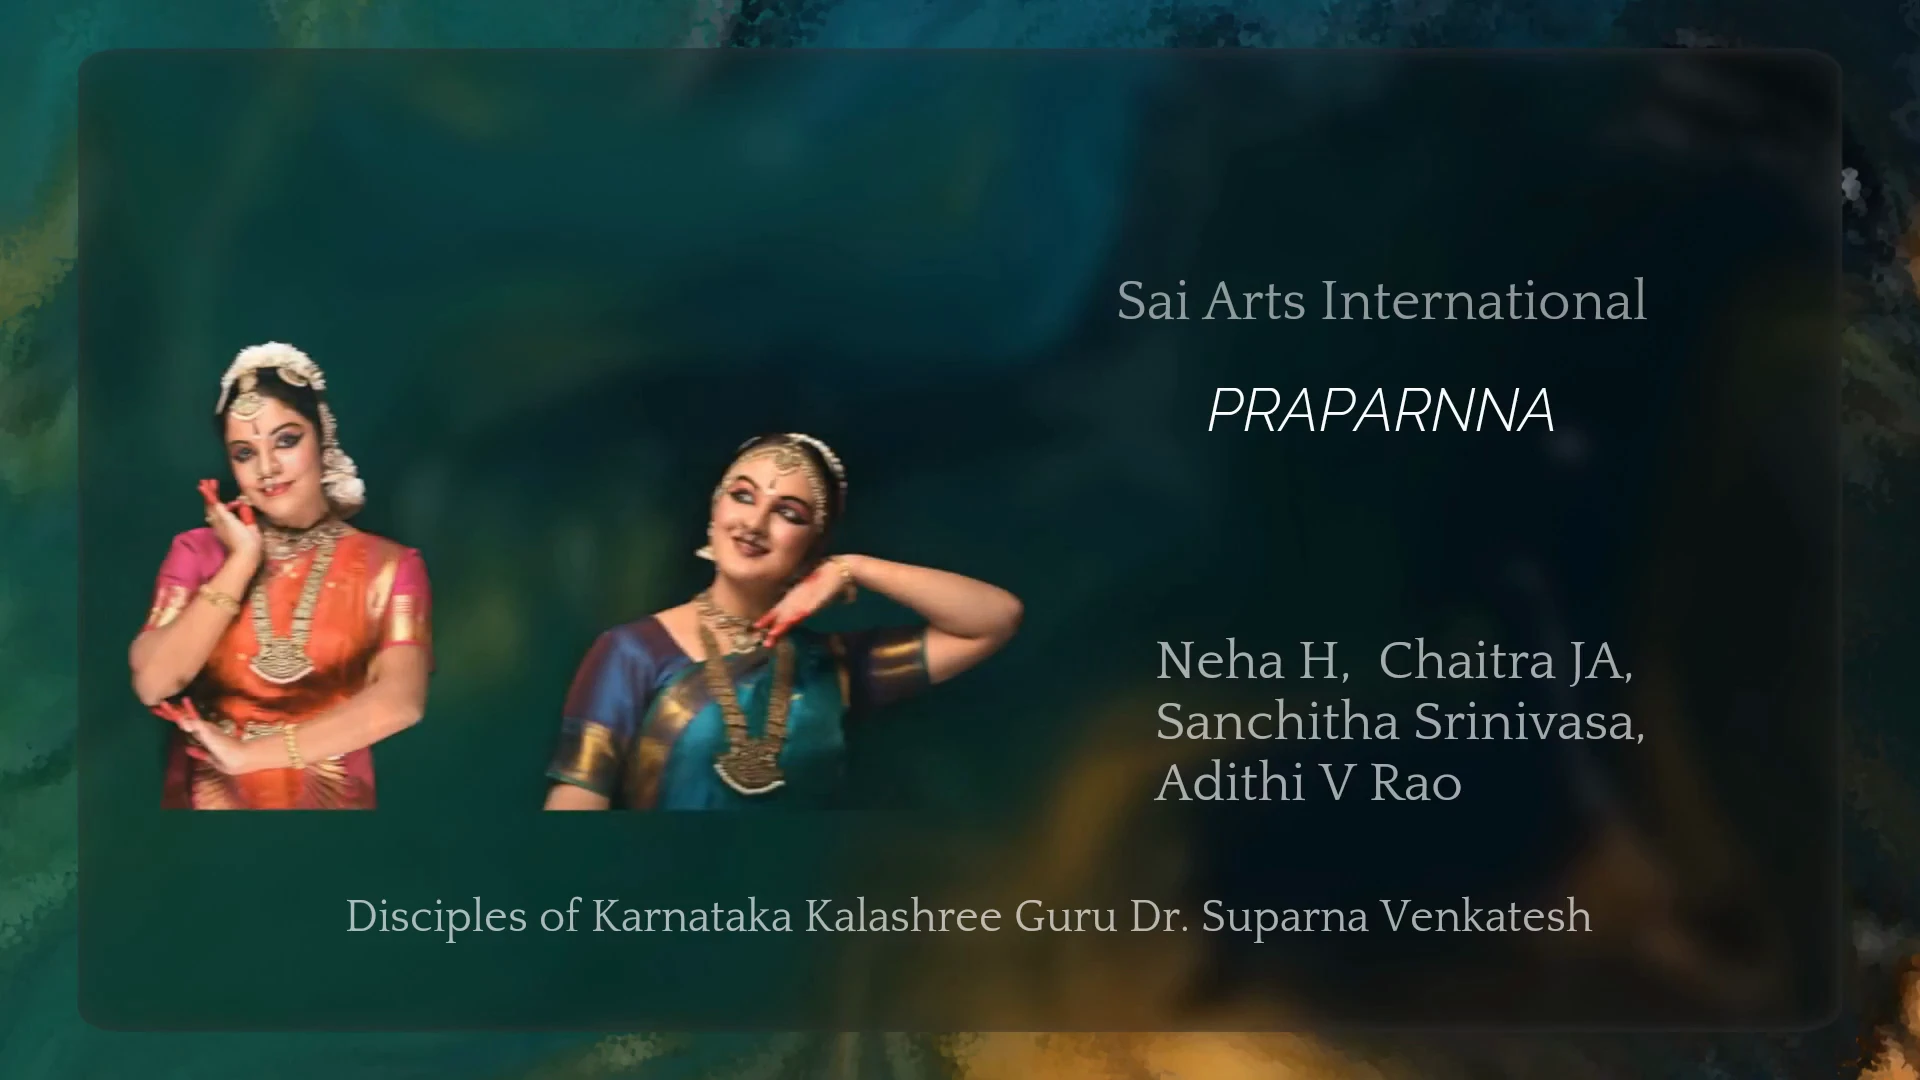 Sai Arts International
PRAPARNNA
Neha H, Chaitra JA,
Sanchitha Srinivasa,
Adithi V Rao
Disciples of Karnataka Kalashree Guru Dr. Suparna Venkatesh